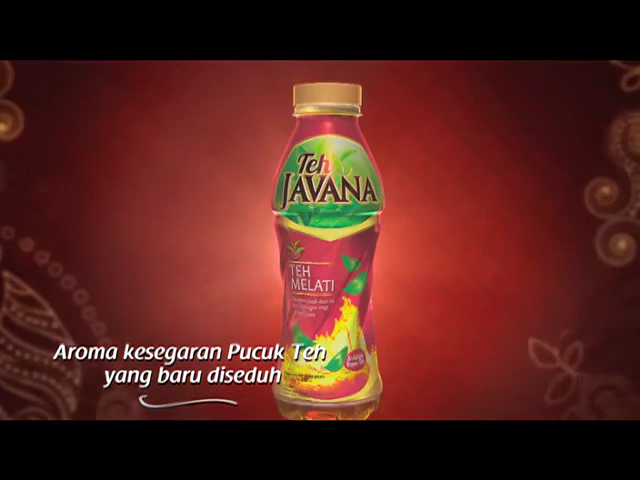 Teh
JAVANA
TEH
MELATI
Aroma kesegaran Pucuk Teh
yang baru diseduh